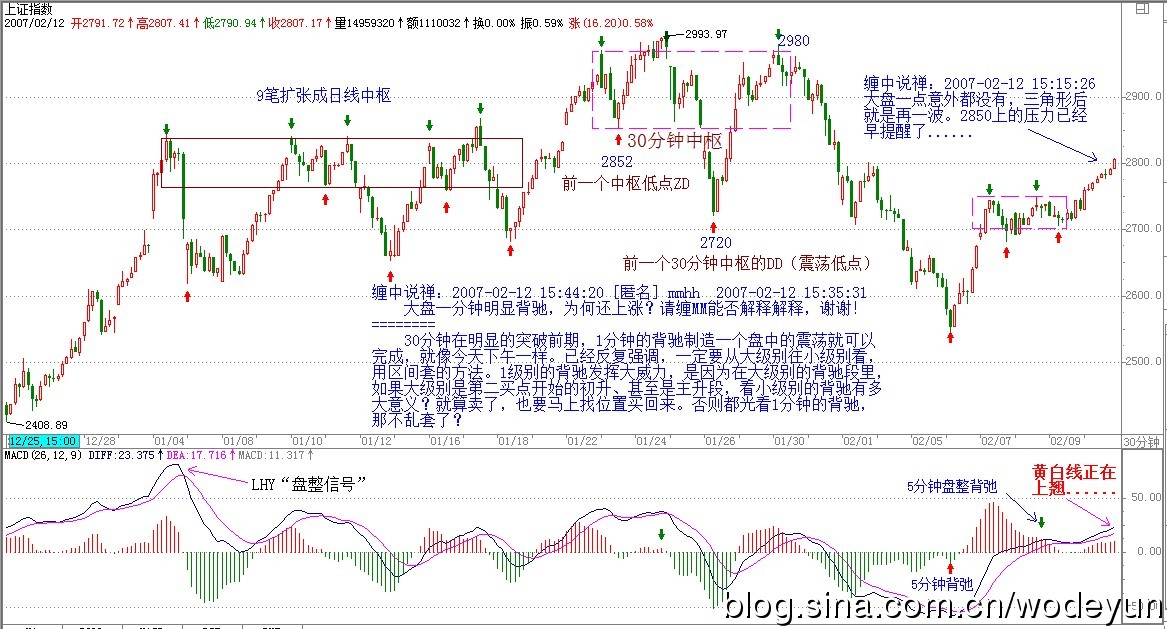 上证指数
2007/02/12 开2791.72↑高2807.41↑低2790.94↑收2807.17↑量14959320↑额1110032↑换0.00% 振0.59% 涨(16.20)0.58%
2993.97
2980
9笔扩张成日线中枢
缠中说禅：2007-02-12 15:15:26
大盘一点意外都没有，三角形后
就是再一波。2850上的压力已经
早提醒了......
2900.0
30分钟中枢
2852
2800.0
前一个中枢低点ZD
2700.0
2720
前一个30分钟中枢的DD（震荡低点）
缠中说禅：2007-02-12 15:44:20 [匿名] mmhh 2007-02-12 15:35:31
大盘一分钟明显背驰，为何还上涨？请缠MM能否解释解释，谢谢！
========
2600.0
30分钟在明显的突破前期，1分钟的背驰制造一个盘中的震荡就可以
完成，就像今天下午一样。已经反复强调，一定要从大级别往小级别看，
用区间套的方法。1级别的背驰发挥大威力，是因为在大级别的背驰段里，
如果大级别是第二买点开始的初升、甚至是主升段，看小级别的背驰有多
大意义？就算卖了，也要马上找位置买回来。否则都光看1分钟的背驰，
那不乱套了？
2500.0
2408.89
12/25,15:00 12/28 01/04 01/08 01/10 01/12 01/16 01/18 01/22 01/24 01/26 01/30 02/01 02/05 02/07 02/09 30分钟
MACD(26,12,9) DIFF:23.375↑DEA:17.716↑MACD:11.317↑
LHY“盘整信号”
5分钟盘整背驰
黄白线正在
上翘......
50.00
0.00
5分钟背驰
blog.sina.com.cn/wodeyun